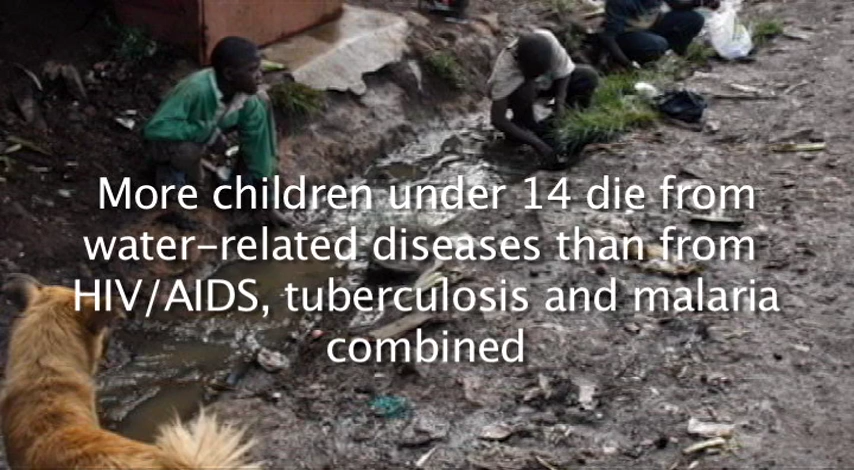 More children under 14 die from
water-related diseases than from
HIV/AIDS, tuberculosis and malaria
combined